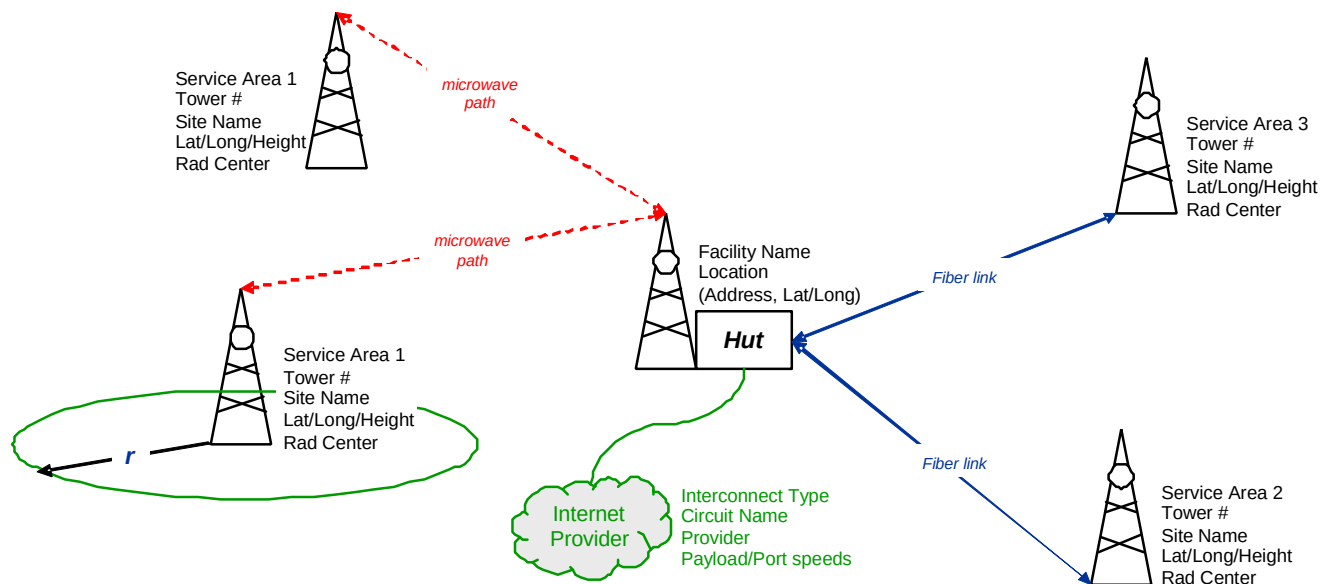 Service Area 1
Tower #
Site Name
Lat/Long/Height
Rad Center
microwave
path
Service Area 3
Tower #
Site Name
Lat/Long/Height
Rad Center
microwave
path
Facility Name
Location
(Address, Lat/Long)
Hut
Fiber link
Service Area 1
Tower #
Site Name
Lat/Long/Height
Rad Center
r
Fiber link
Internet
Provider
Interconnect Type
Circuit Name
Provider
Payload/Port speeds
Service Area 2
Tower #
Site Name
Lat/Long/Height
Rad Center